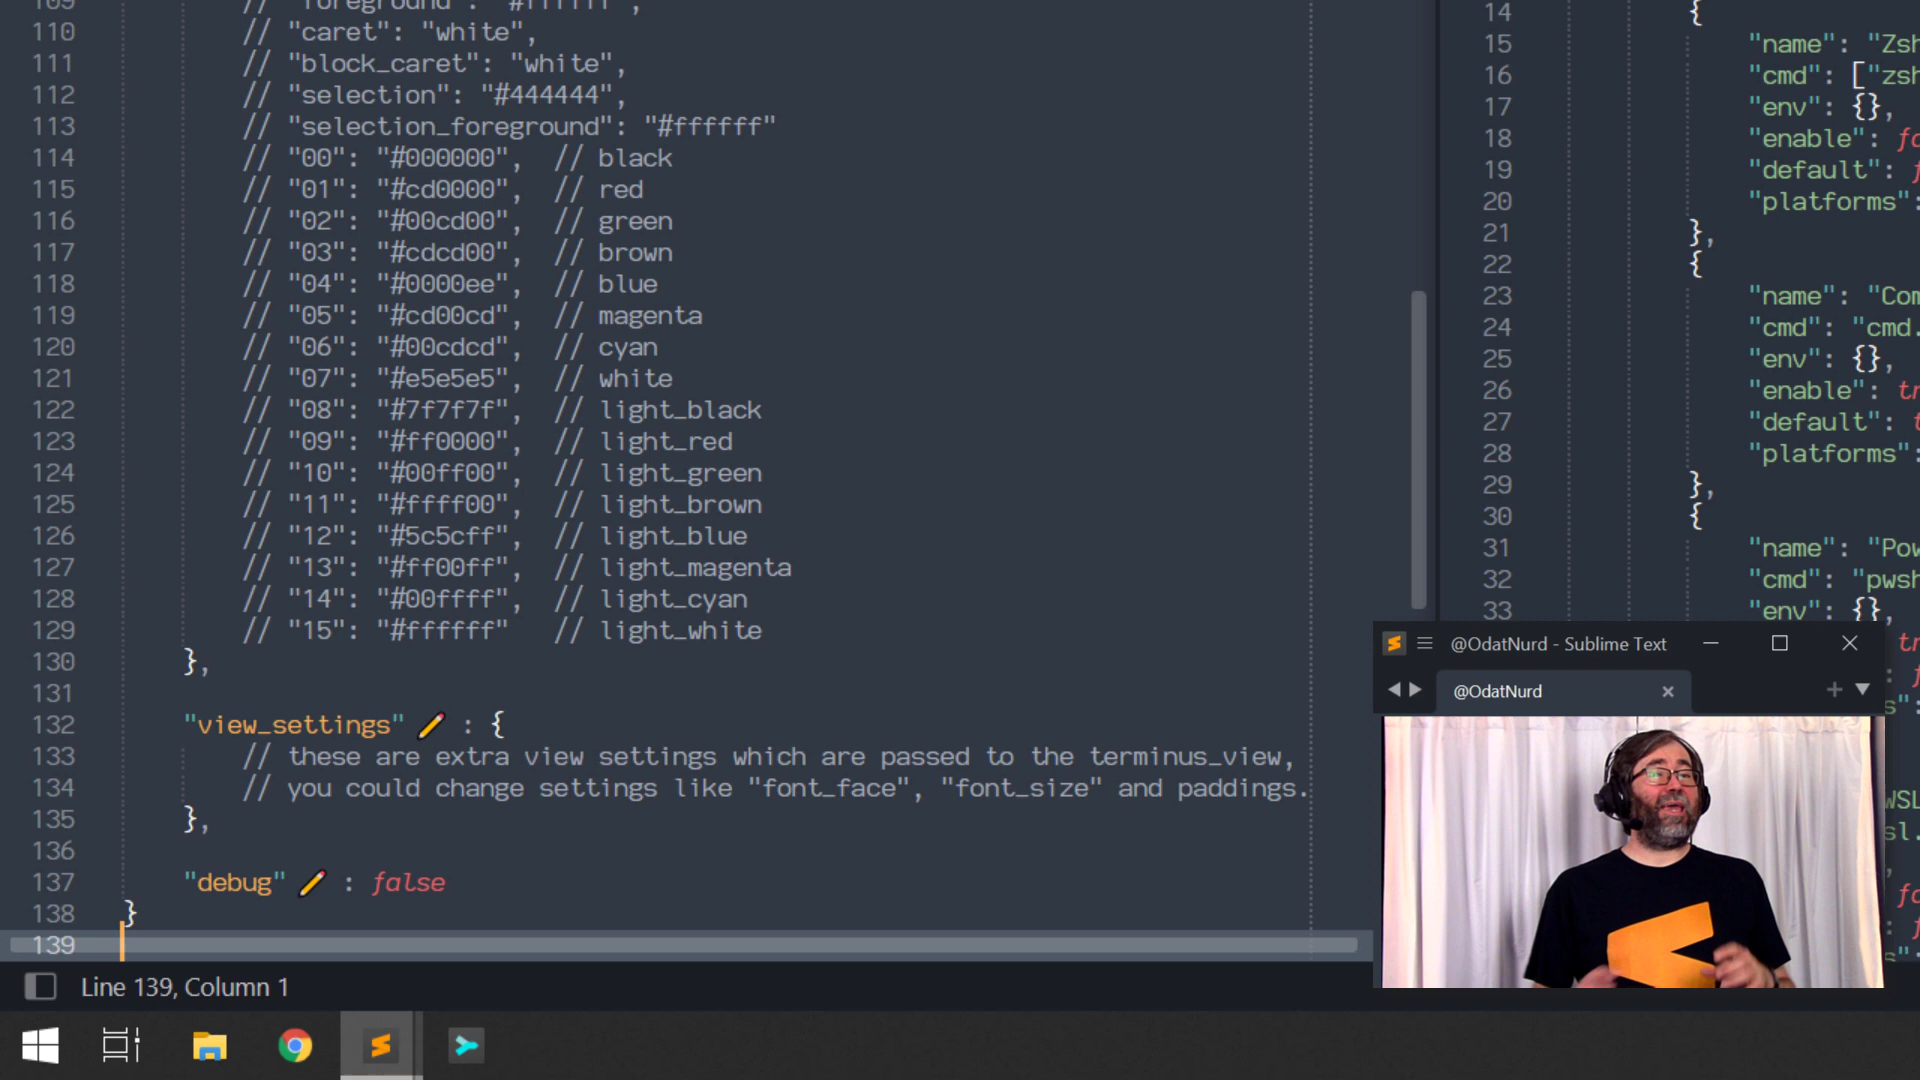 109 // "foreground": "#ffffff",
110 // "caret": "white",
111 // "block_caret": "white",
112 // "selection": "#444444",
113 // "selection_foreground": "#ffffff"
114 // "00": "#000000", // black
115 // "01": "#cd0000", // red
116 // "02": "#00cd00", // green
117 // "03": "#cdcd00", // brown
118 // "04": "#0000ee", // blue
119 // "05": "#cd00cd", // magenta
120 // "06": "#00cdcd", // cyan
121 // "07": "#e5e5e5", // white
122 // "08": "#7f7f7f", // light_black
123 // "09": "#ff0000", // light_red
124 // "10": "#00ff00", // light_green
125 // "11": "#ffff00", // light_brown
126 // "12": "#5c5cff", // light_blue
127 // "13": "#ff00ff", // light_magenta
128 // "14": "#00ffff", // light_cyan
129 // "15": "#ffffff" // light_white
130 },
131
132 "view_settings" : {
133 // these are extra view settings which are passed to the terminus_view,
134 // you could change settings like "font_face", "font_size" and paddings.
135 },
136
137 "debug" : false
138 }
139
14 {
15 "name": "Zsh
16 "cmd": ["zsh
17 "env": {},
18 "enable": fa
19 "default": f
20 "platforms":
21 },
22 {
23 "name": "Com
24 "cmd": "cmd.
25 "env": {},
26 "enable": tr
27 "default": t
28 "platforms":
29 },
30 {
31 "name": "Pow
32 "cmd": "pwsh
33 "env": {},
@OdatNurd - Sublime Text
@OdatNurd
Line 139, Column 1